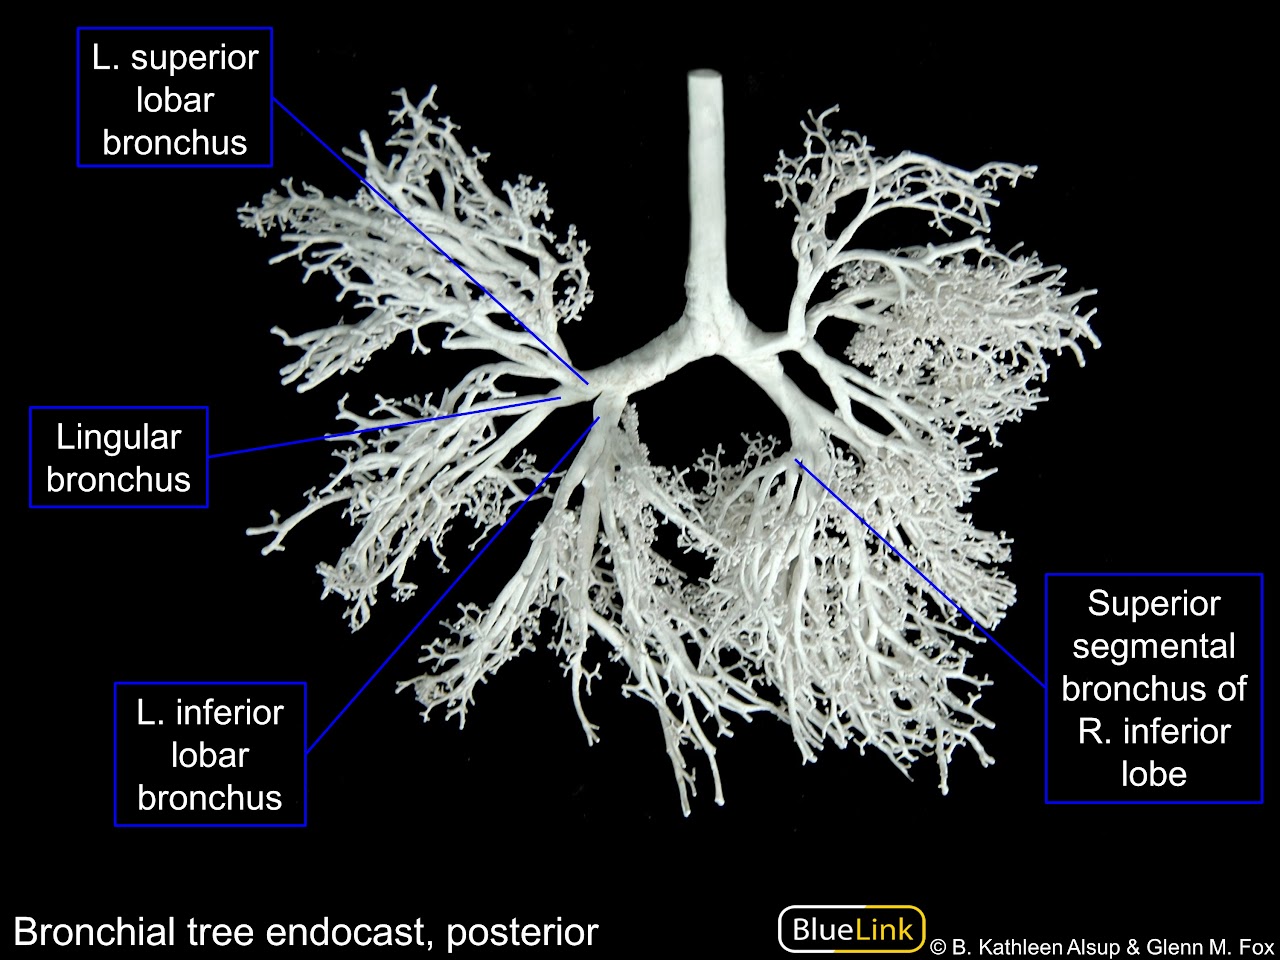 L. superior
lobar
bronchus
Lingular
bronchus
L. inferior
lobar
bronchus
Superior
segmental
bronchus of
R. inferior
lobe
Bronchial tree endocast, posterior
BlueLink
© B. Kathleen Alsup & Glenn M. Fox